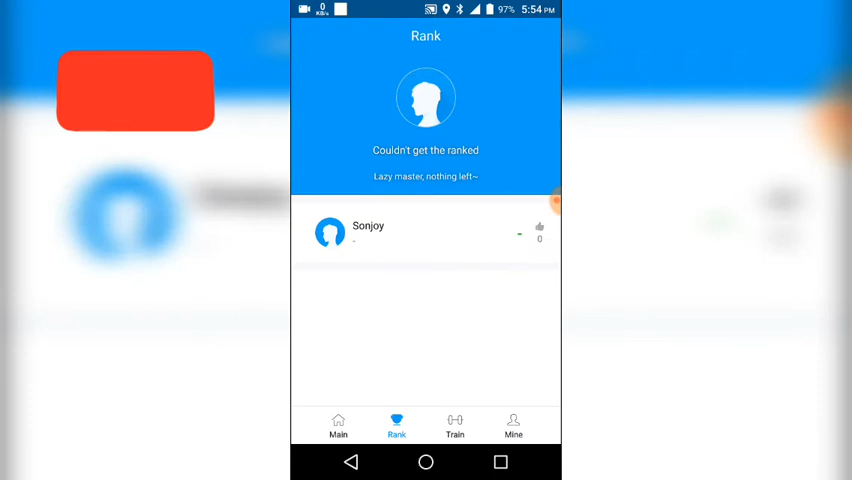 0
KB/s
97% 5:54 PM
Rank
Couldn't get the ranked
Lazy master, nothing left~
Sonjoy
-
-
0
Main Rank Train Mine